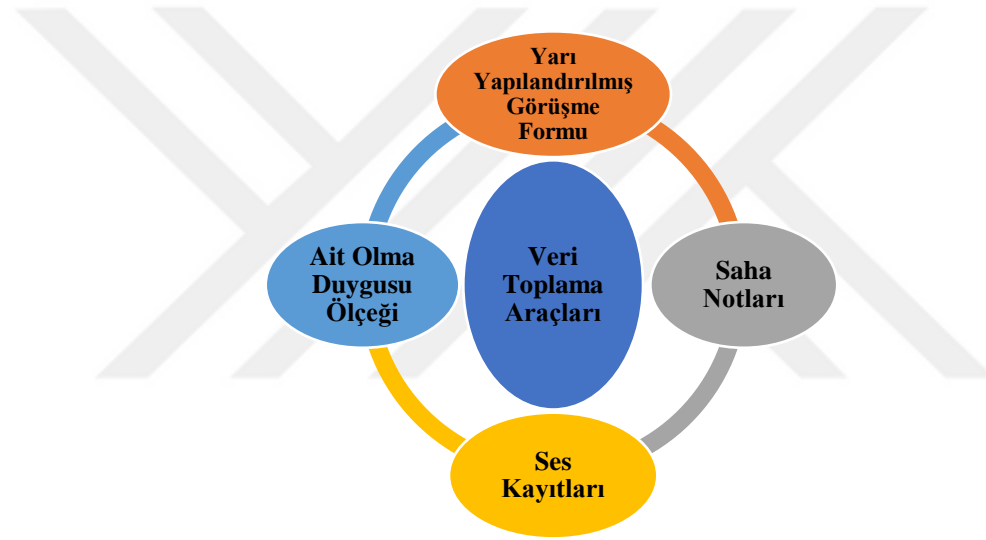 Yarı
Yapılandırılmış
Görüşme
Formu
Ait Olma
Duygusu
Ölçeği
Veri
Toplama
Araçları
Saha
Notları
Ses
Kayıtları